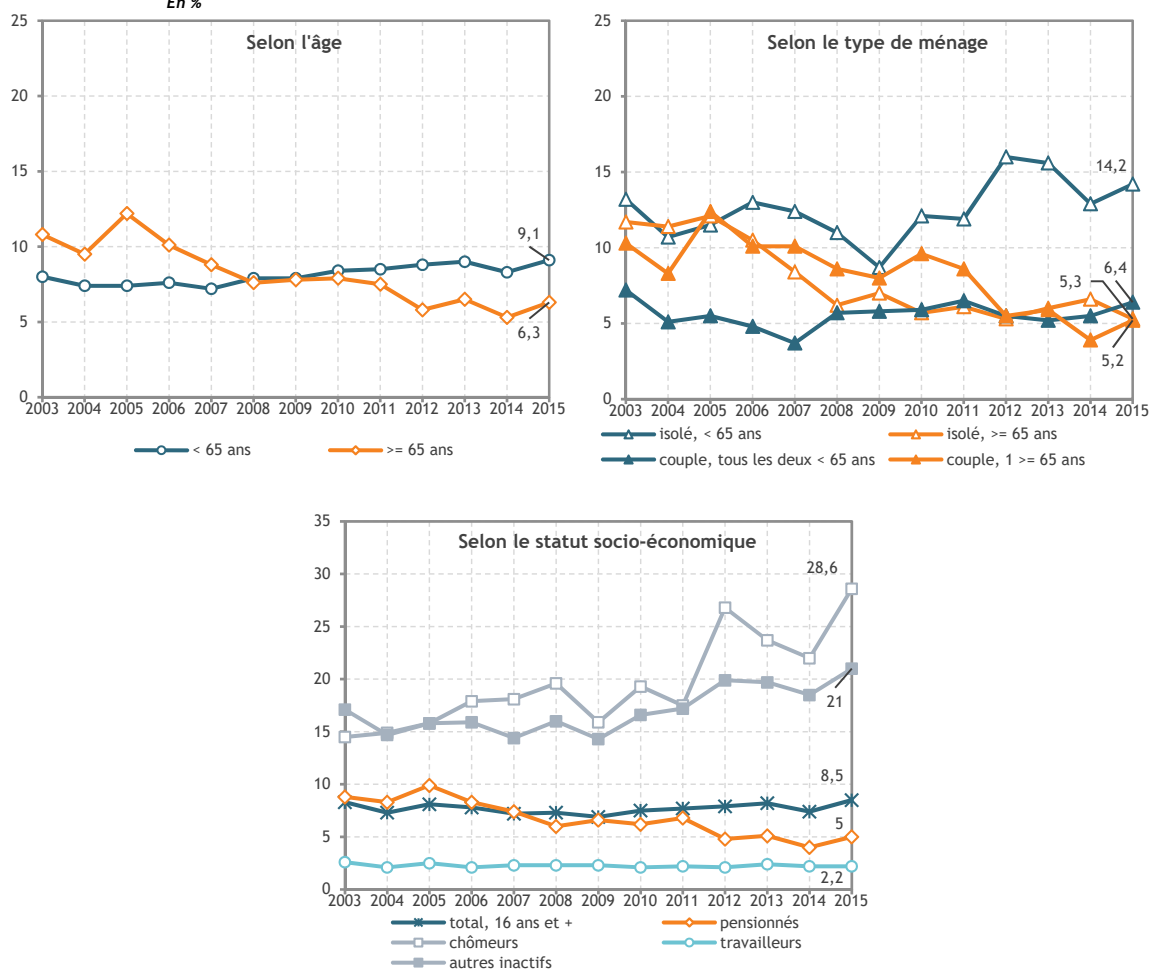 En %
Selon l'âge
25
20
15
10
5
0
9,1
6,3
2003 2004 2005 2006 2007 2008 2009 2010 2011 2012 2013 2014 2015
< 65 ans >= 65 ans
Selon le type de ménage
25
20
15
10
5
0
14,2
6,4
5,3
5,2
2003 2004 2005 2006 2007 2008 2009 2010 2011 2012 2013 2014 2015
isolé, < 65 ans isolé, >= 65 ans
couple, tous les deux < 65 ans couple, 1 >= 65 ans
Selon le statut socio-économique
35
30
25
20
15
10
5
0
28,6
21
8,5
5
2,2
2003 2004 2005 2006 2007 2008 2009 2010 2011 2012 2013 2014 2015
total, 16 ans et + pensionnés
chômeurs travailleurs
autres inactifs